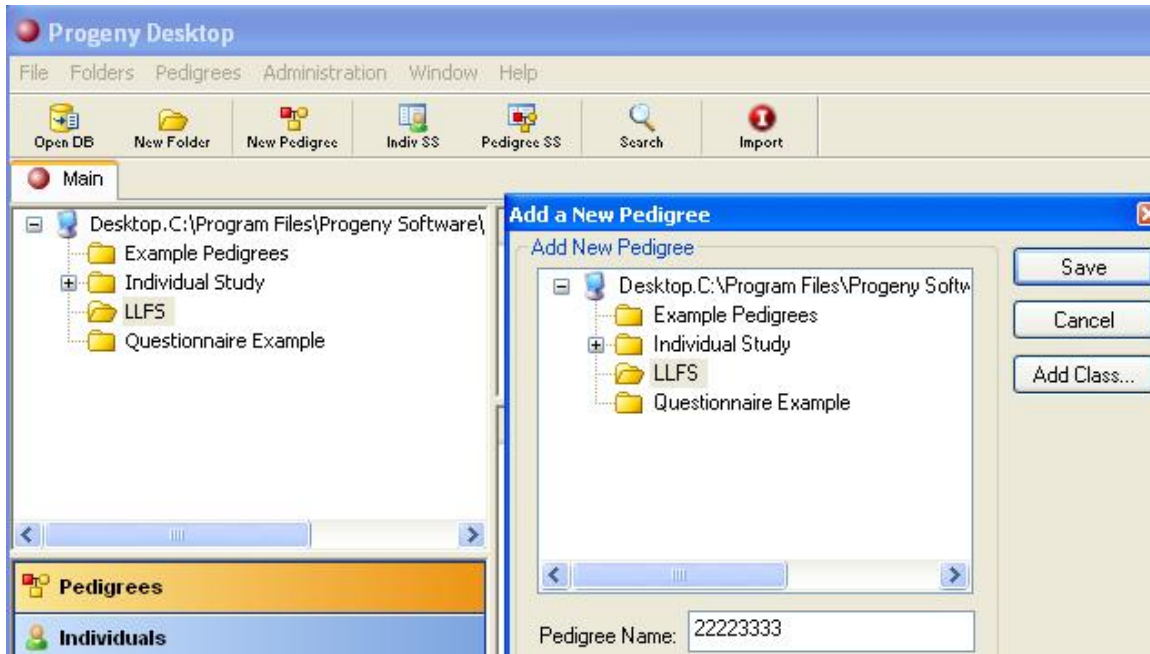 Progeny Desktop
File Folders Pedigrees Administration Window Help
Open DB New Folder New Pedigree Indiv SS Pedigree SS Search Import
Main
Desktop.C:\Program Files\Progeny Software\
Example Pedigrees
Individual Study
LLFS
Questionnaire Example
Pedigrees
Individuals
Add a New Pedigree
Add New Pedigree
Desktop.C:\Program Files\Progeny Softw
Example Pedigrees
Individual Study
LLFS
Questionnaire Example
Pedigree Name: 22223333
Save
Cancel
Add Class...